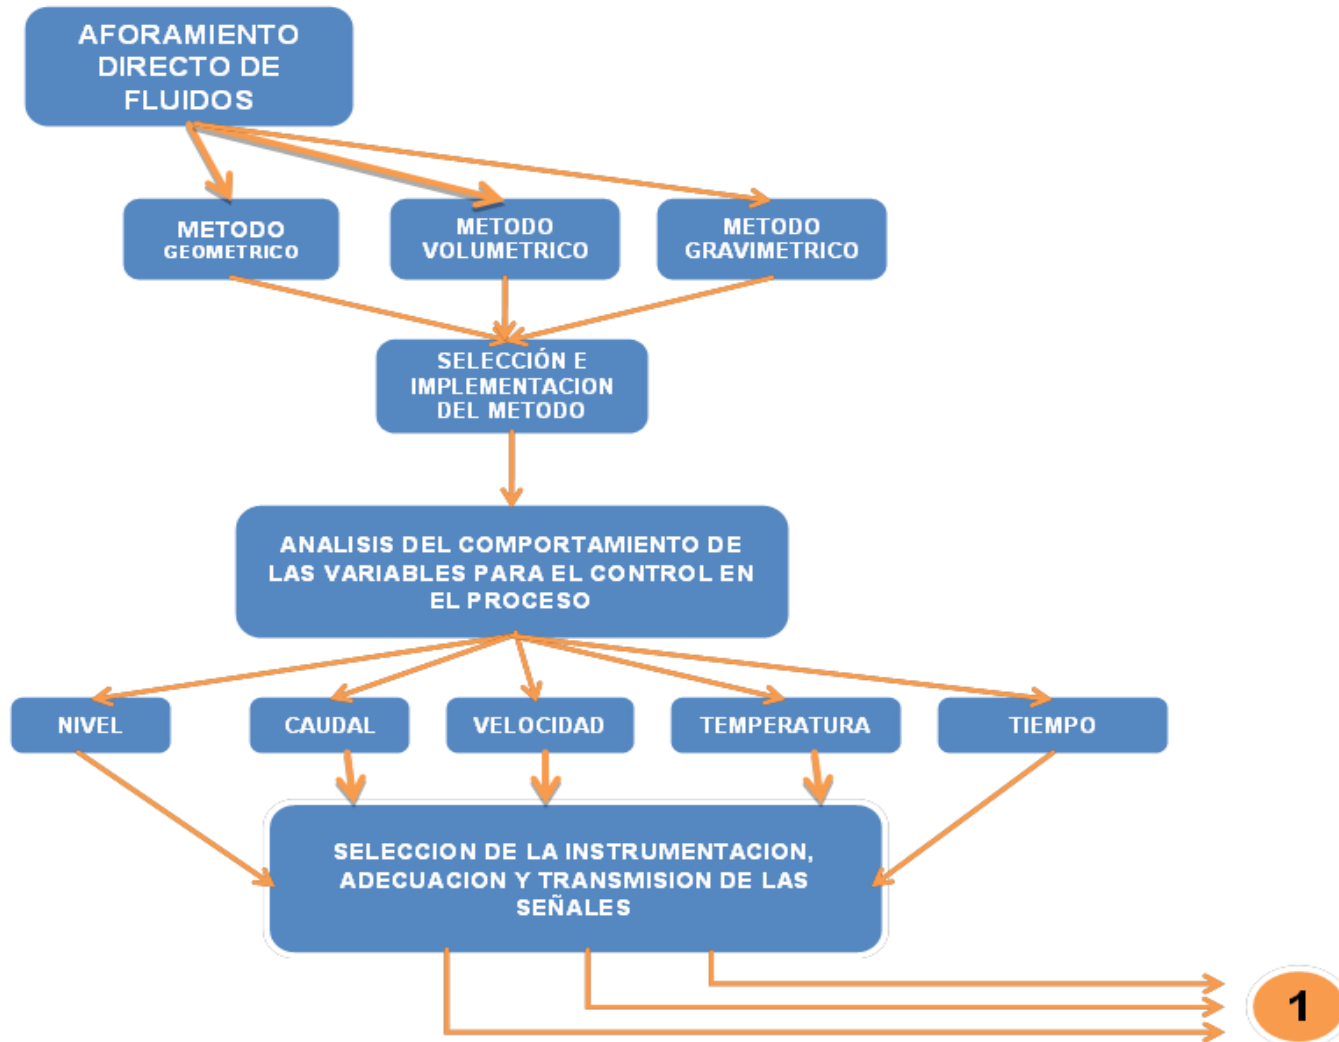 AFORAMIENTO
DIRECTO DE
FLUIDOS
METODO
GEOMETRICO
METODO
VOLUMETRICO
METODO
GRAVIMETRICO
SELECCIÓN E
IMPLEMENTACION
DEL METODO
ANALISIS DEL COMPORTAMIENTO DE
LAS VARIABLES PARA EL CONTROL EN
EL PROCESO
NIVEL
CAUDAL
VELOCIDAD
TEMPERATURA
TIEMPO
SELECCION DE LA INSTRUMENTACION,
ADECUACION Y TRANSMISION DE LAS
SEÑALES
1